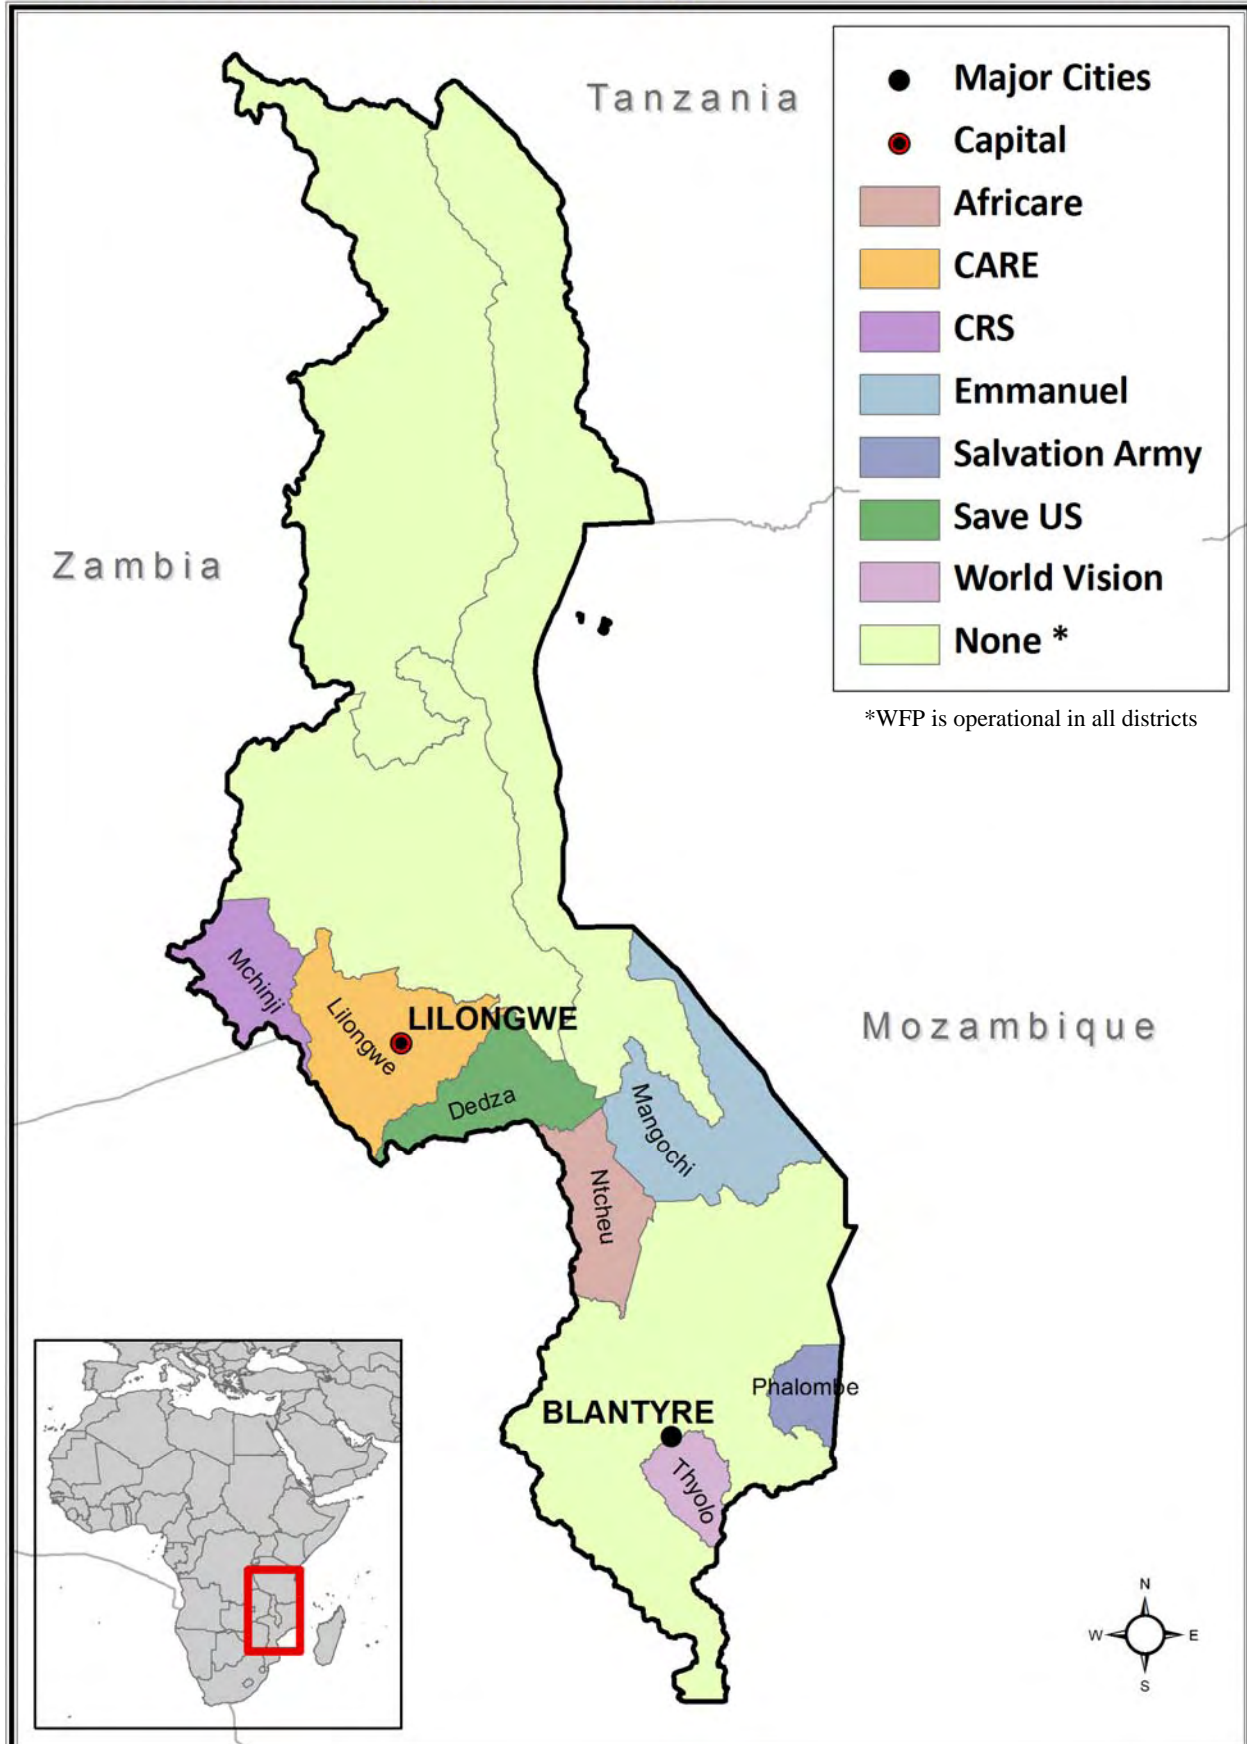 Tanzania
Zambia
Mozambique
Major Cities
Capital
Africare
CARE
CRS
Emmanuel
Salvation Army
Save US
World Vision
None *
*WFP is operational in all districts
Mchinji
Lilongwe
LILONGWE
Dedza
Mangochi
Ntcheu
Phalombe
BLANTYRE
Thyolo
N
W E
S